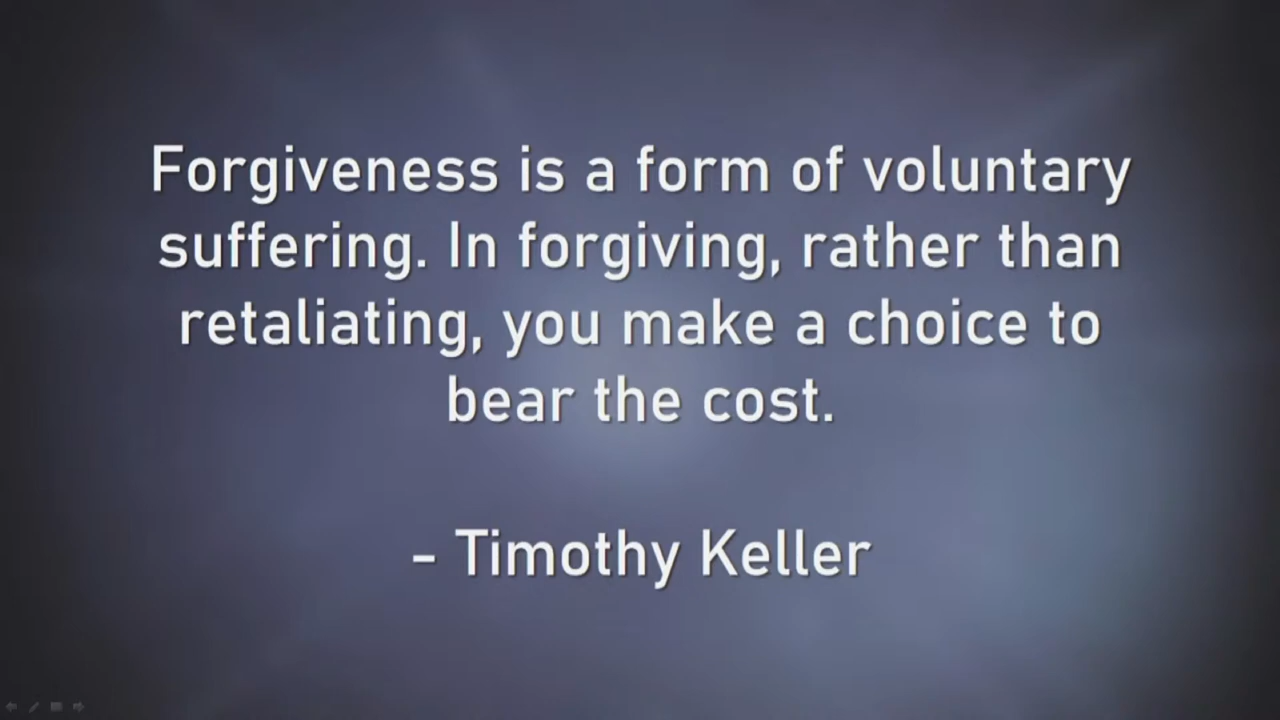 Forgiveness is a form of voluntary
suffering. In forgiving, rather than
retaliating, you make a choice to
bear the cost.
- Timothy Keller